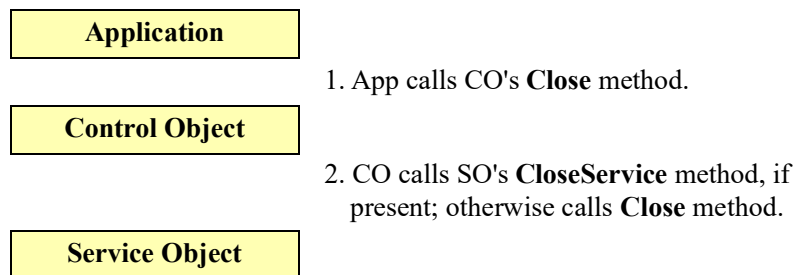 Application
1. App calls CO's Close method.
Control Object
2. CO calls SO's CloseService method, if
present; otherwise calls Close method.
Service Object